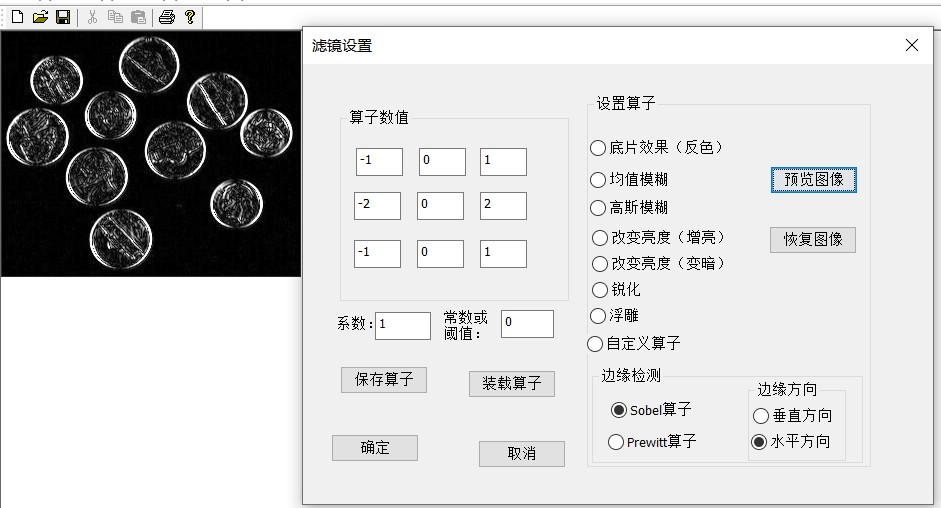 滤镜设置
算子数值
-1 0 1
-2 0 2
-1 0 1
系数: 1
常数或
阈值: 0
保存算子
装载算子
确定
取消
设置算子
底片效果（反色）
均值模糊
高斯模糊
改变亮度（增亮）
改变亮度（变暗）
锐化
浮雕
自定义算子
预览图像
恢复图像
边缘检测
Sobel算子
Prewitt算子
边缘方向
垂直方向
水平方向